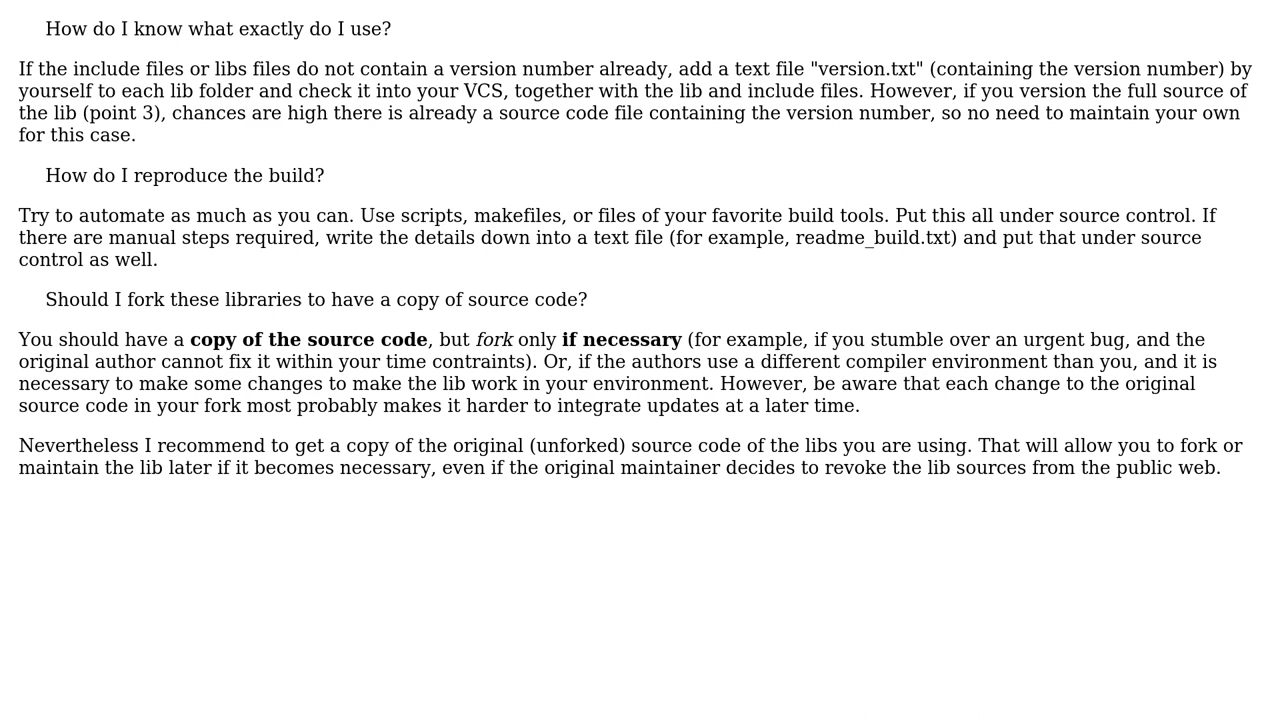 How do I know what exactly do I use?
If the include files or libs files do not contain a version number already, add a text file "version.txt" (containing the version number) by
yourself to each lib folder and check it into your VCS, together with the lib and include files. However, if you version the full source of
the lib (point 3), chances are high there is already a source code file containing the version number, so no need to maintain your own
for this case.
How do I reproduce the build?
Try to automate as much as you can. Use scripts, makefiles, or files of your favorite build tools. Put this all under source control. If
there are manual steps required, write the details down into a text file (for example, readme_build.txt) and put that under source
control as well.
Should I fork these libraries to have a copy of source code?
You should have a copy of the source code, but fork only if necessary (for example, if you stumble over an urgent bug, and the
original author cannot fix it within your time contraints). Or, if the authors use a different compiler environment than you, and it is
necessary to make some changes to make the lib work in your environment. However, be aware that each change to the original
source code in your fork most probably makes it harder to integrate updates at a later time.
Nevertheless I recommend to get a copy of the original (unforked) source code of the libs you are using. That will allow you to fork or
maintain the lib later if it becomes necessary, even if the original maintainer decides to revoke the lib sources from the public web.